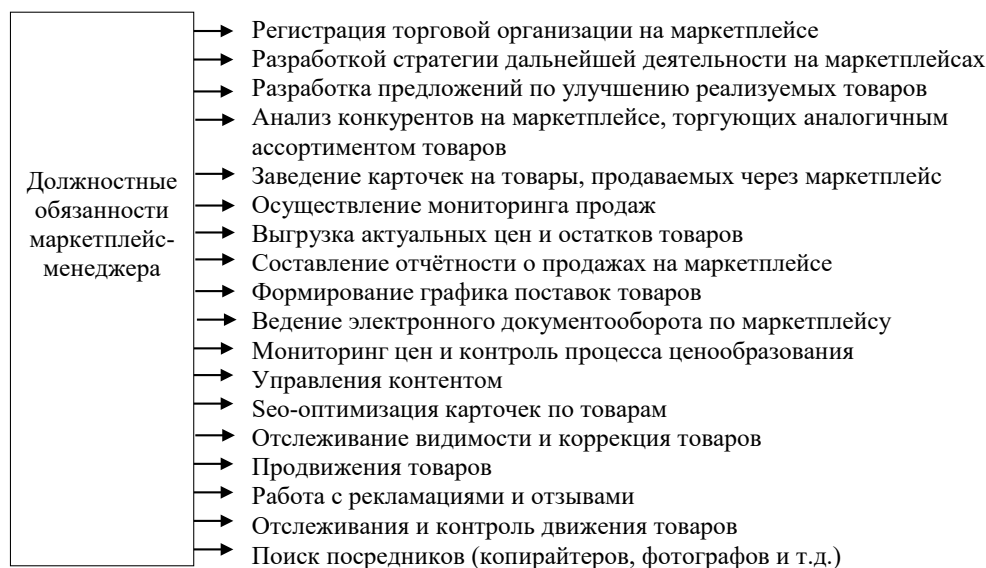 Должностные
обязанности
маркетплейс-
менеджера
Регистрация торговой организации на маркетплейсе
Разработкой стратегии дальнейшей деятельности на маркетплейсах
Разработка предложений по улучшению реализуемых товаров
Анализ конкурентов на маркетплейсе, торгующих аналогичным
ассортиментом товаров
Заведение карточек на товары, продаваемых через маркетплейс
Осуществление мониторинга продаж
Выгрузка актуальных цен и остатков товаров
Составление отчётности о продажах на маркетплейсе
Формирование графика поставок товаров
Ведение электронного документооборота по маркетплейсу
Мониторинг цен и контроль процесса ценообразования
Управления контентом
Seo-оптимизация карточек по товарам
Отслеживание видимости и коррекция товаров
Продвижения товаров
Работа с рекламациями и отзывами
Отслеживания и контроль движения товаров
Поиск посредников (копирайтеров, фотографов и т.д.)